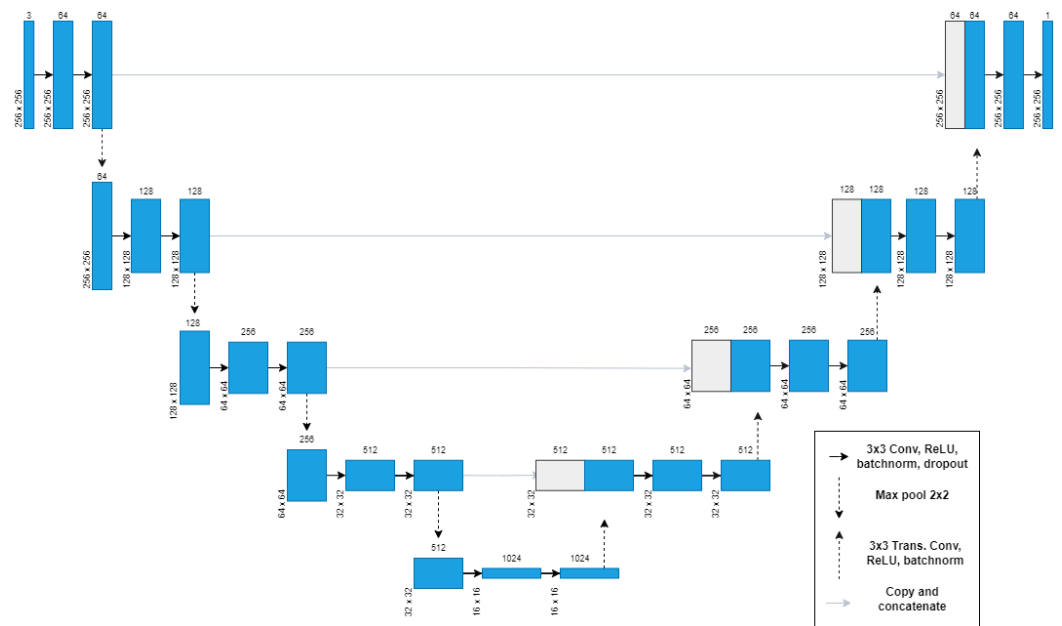 3
64
64
64
64
64
1
256 x 256
256 x 256
256 x 256
256 x 256
256 x 256
256 x 256
64
128
128
128
128
128
128
256 x 256
128 x 128
128 x 128
128 x 128
128 x 128
128 x 128
128
256
256
256
256
256
256
128 x 128
64 x 64
64 x 64
64 x 64
64 x 64
64 x 64
256
512
512
512
512
512
512
64 x 64
32 x 32
32 x 32
32 x 32
32 x 32
32 x 32
512
1024
1024
32 x 32
16 x 16
16 x 16
3x3 Conv, ReLU,
batchnorm, dropout
Max pool 2x2
3x3 Trans. Conv,
ReLU, batchnorm
Copy and
concatenate